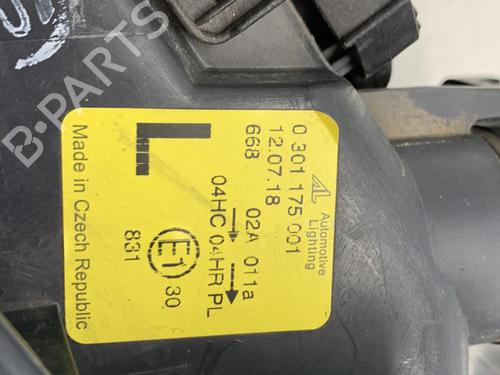 AL Automotive
Lighting
0 301 175 001
12.07.18
668
L
02A 011a
04HC 04HR PL
E1 30
831
Made in Czech Republic
B-PARTS